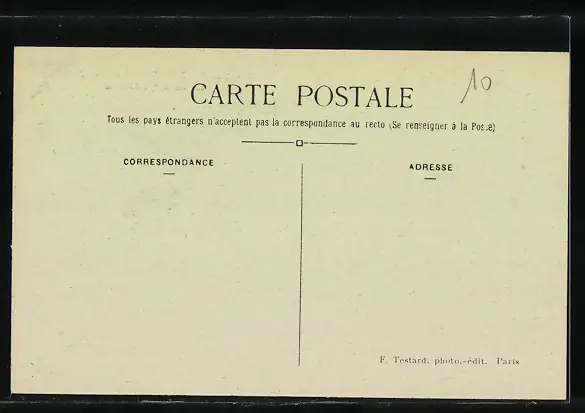 10
CARTE POSTALE
Tous les pays étrangers n'acceptent pas la correspondance au recto (Se renseigner à la Poste)
CORRESPONDANCE
ADRESSE
F. Testard, photo.-édit. Paris